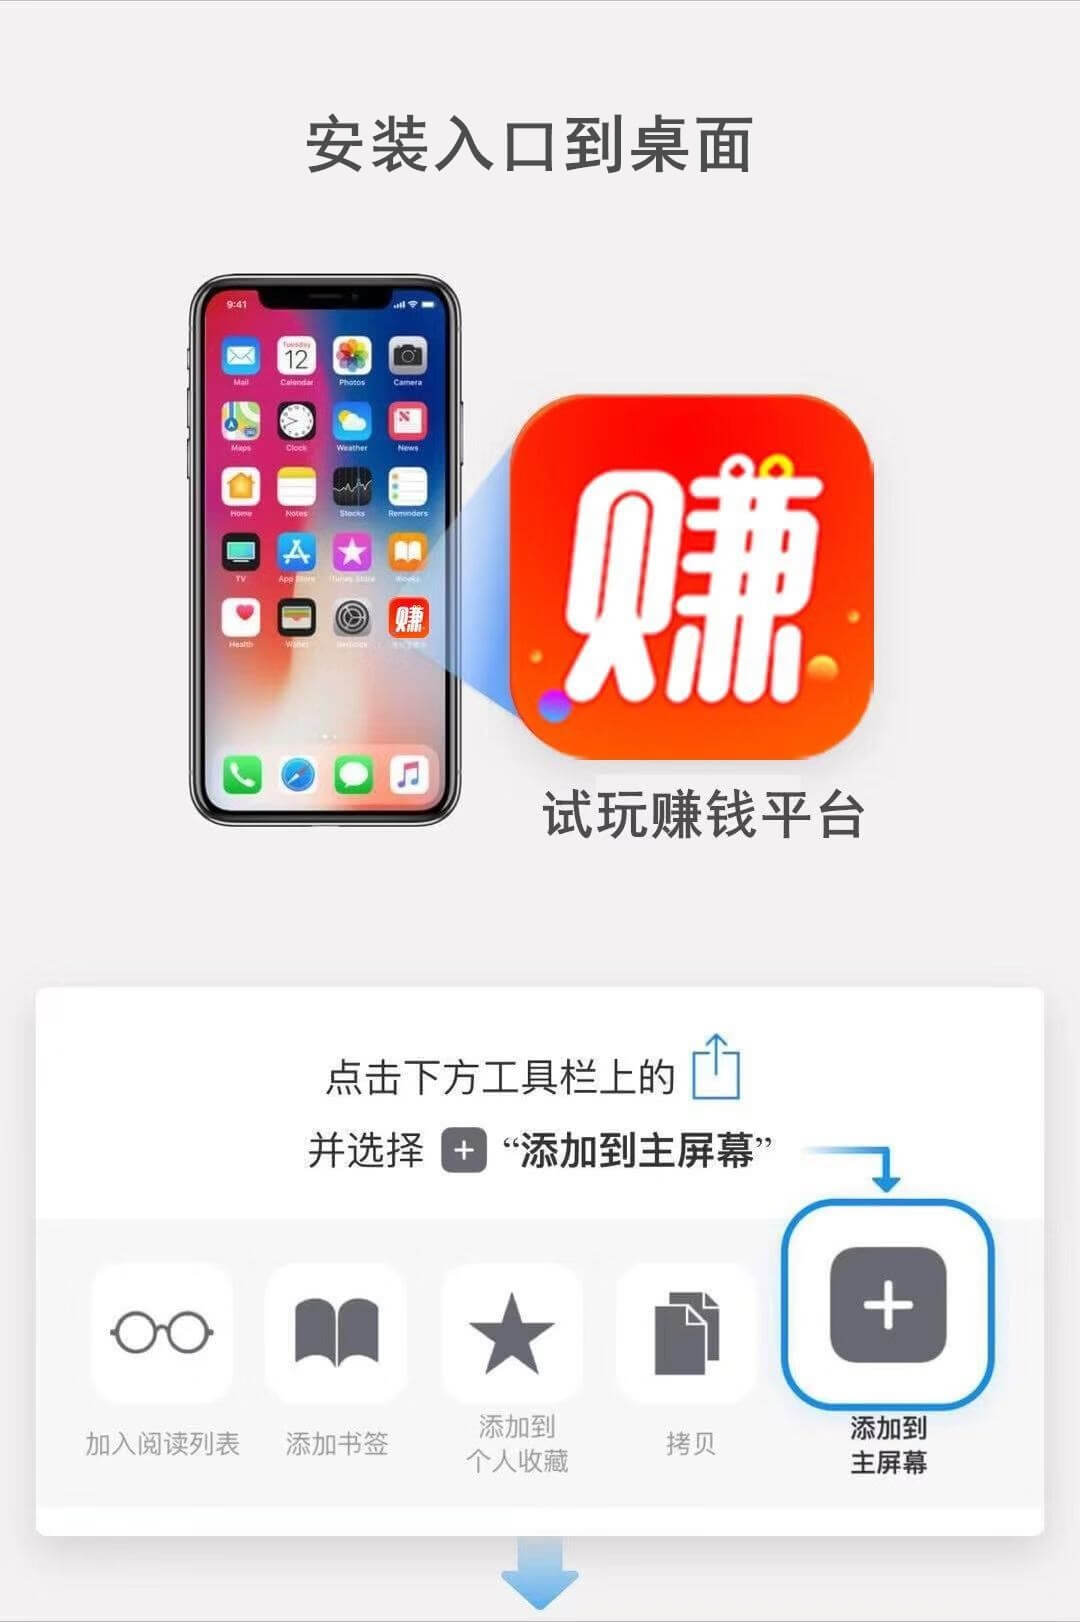 安装入口到桌面
9:41
Tuesday
12
Mail
Calendar
Photos
Camera
Maps
Clock
Weather
News
Home
Notes
Stocks
Reminders
TV
App Store
iTunes Store
Health
Wallet
赚
赚
试玩赚钱平台
点击下方工具栏上的
并选择 “添加到主屏幕”
加入阅读列表
添加书签
添加到
个人收藏
拷贝
添加到
主屏幕